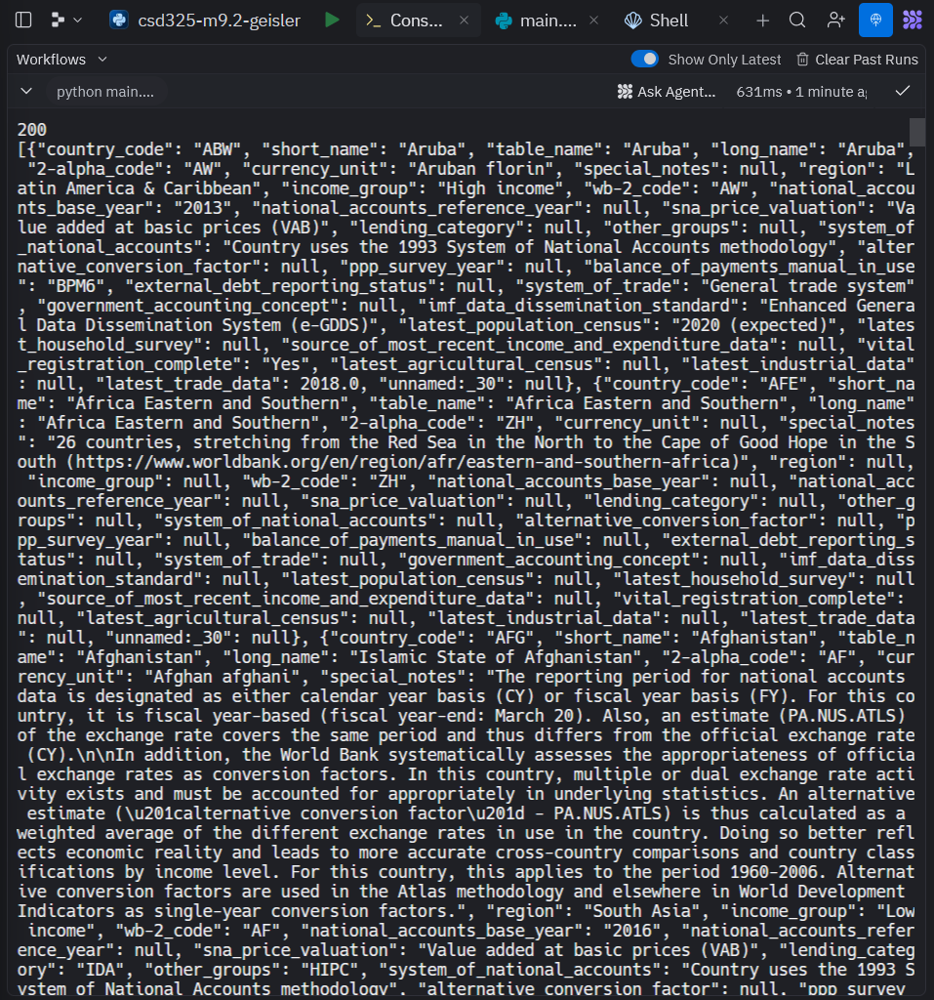 csd325-m9.2-geisler
Cons...
main....
Shell
Workflows
Show Only Latest
Clear Past Runs
python main....
Ask Agent...
631ms • 1 minute a
200
[{"country_code": "ABW", "short_name": "Aruba", "table_name": "Aruba", "long_name": "Aruba",
 "2-alpha_code": "AW", "currency_unit": "Aruban florin", "special_notes": null, "region": "L
atin America & Caribbean", "income_group": "High income", "wb-2_code": "AW", "national_accou
nts_base_year": "2013", "national_accounts_reference_year": null, "sna_price_valuation": "Va
lue added at basic prices (VAB)", "lending_category": null, "other_groups": null, "system_of
_national_accounts": "Country uses the 1993 System of National Accounts methodology", "alter
native_conversion_factor": null, "ppp_survey_year": null, "balance_of_payments_manual_in_use
": "BPM6", "external_debt_reporting_status": null, "system_of_trade": "General trade system"
, "government_accounting_concept": null, "imf_data_dissemination_standard": "Enhanced Genera
l Data Dissemination System (e-GDDS)", "latest_population_census": "2020 (expected)", "lates
t_household_survey": null, "source_of_most_recent_income_and_expenditure_data": null, "vital
_registration_complete": "Yes", "latest_agricultural_census": null, "latest_industrial_data"
: null, "latest_trade_data": 2018.0, "unnamed:_30": null}, {"country_code": "AFE", "short_na
me": "Africa Eastern and Southern", "table_name": "Africa Eastern and Southern", "long_name"
: "Africa Eastern and Southern", "2-alpha_code": "ZH", "currency_unit": null, "special_notes
": "26 countries, stretching from the Red Sea in the North to the Cape of Good Hope in the S
outh (https://www.worldbank.org/en/region/afr/eastern-and-southern-africa)", "region": null,
 "income_group": null, "wb-2_code": "ZH", "national_accounts_base_year": null, "national_acc
ounts_reference_year": null, "sna_price_valuation": null, "lending_category": null, "other_g
roups": null, "system_of_national_accounts": null, "alternative_conversion_factor": null, "p
pp_survey_year": null, "balance_of_payments_manual_in_use": null, "external_debt_reporting_s
tatus": null, "system_of_trade": null, "government_accounting_concept": null, "imf_data_diss
emination_standard": null, "latest_population_census": null, "latest_household_survey": null
, "source_of_most_recent_income_and_expenditure_data": null, "vital_registration_complete":
null, "latest_agricultural_census": null, "latest_industrial_data": null, "latest_trade_data
": null, "unnamed:_30": null}, {"country_code": "AFG", "short_name": "Afghanistan", "table_n
ame": "Afghanistan", "long_name": "Islamic State of Afghanistan", "2-alpha_code": "AF", "cur
rency_unit": "Afghan afghani", "special_notes": "The reporting period for national accounts
data is designated as either calendar year basis (CY) or fiscal year basis (FY). For this co
untry, it is fiscal year-based (fiscal year-end: March 20). Also, an estimate (PA.NUS.ATLS)
of the exchange rate covers the same period and thus differs from the official exchange rate
 (CY).\n\nIn addition, the World Bank systematically assesses the appropriateness of officia
l exchange rates as conversion factors. In this country, multiple or dual exchange rate acti
vity exists and must be accounted for appropriately in underlying statistics. An alternative
 estimate (\u201calternative conversion factor\u201d - PA.NUS.ATLS) is thus calculated as a
weighted average of the different exchange rates in use in the country. Doing so better refl
ects economic reality and leads to more accurate cross-country comparisons and country class
ifications by income level. For this country, this applies to the period 1960-2006. Alternat
ive conversion factors are used in the Atlas methodology and elsewhere in World Development
Indicators as single-year conversion factors.", "region": "South Asia", "income_group": "Low
 income", "wb-2_code": "AF", "national_accounts_base_year": "2016", "national_accounts_refer
ence_year": null, "sna_price_valuation": "Value added at basic prices (VAB)", "lending_categ
ory": "IDA", "other_groups": "HIPC", "system_of_national_accounts": "Country uses the 1993 S
ystem of National Accounts methodology", "alternative_conversion_factor": null, "ppp_survey